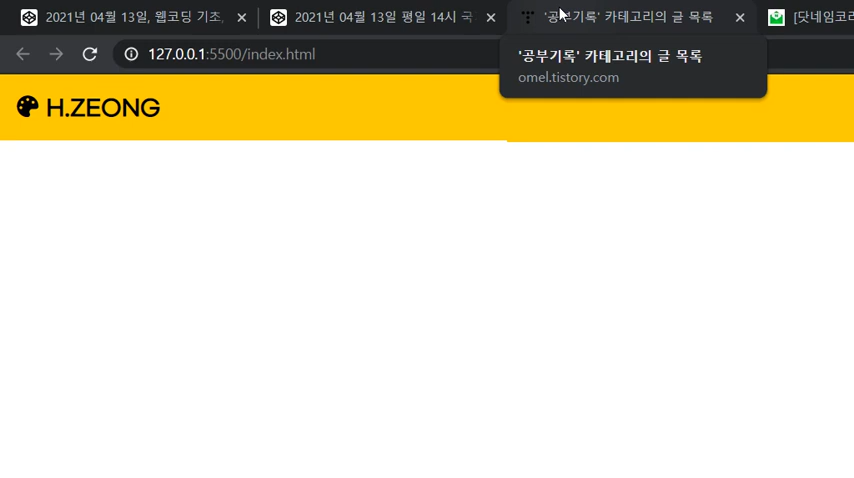 2021년 04월 13일, 웹코딩 기초,
2021년 04월 13일 평일 14시 국
'공부기록' 카테고리의 글 목록
[닷네임코리
127.0.0.1:5500/index.html
'공부기록' 카테고리의 글 목록
omel.tistory.com
H.ZEONG